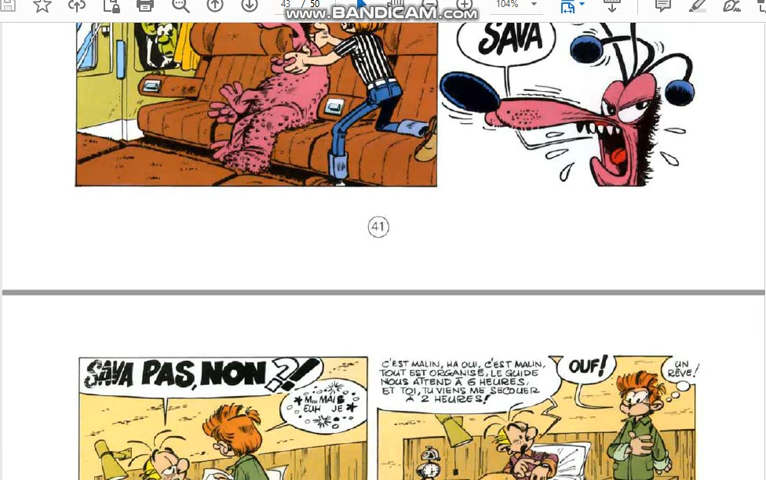 43 / 50
WWW.BANDICAM.COM
104%
SAVA
41
SAVA PAS, NON ?!
M... MAIS
EUH JE
C'EST MALIN, HA OUI, C'EST MALIN,
TOUT EST ORGANISÉ, LE GUIDE
NOUS ATTEND À 6 HEURES,
ET TOI, TU VIENS ME SECOUER
À 2 HEURES!
OUF!
UN
RÊVE!